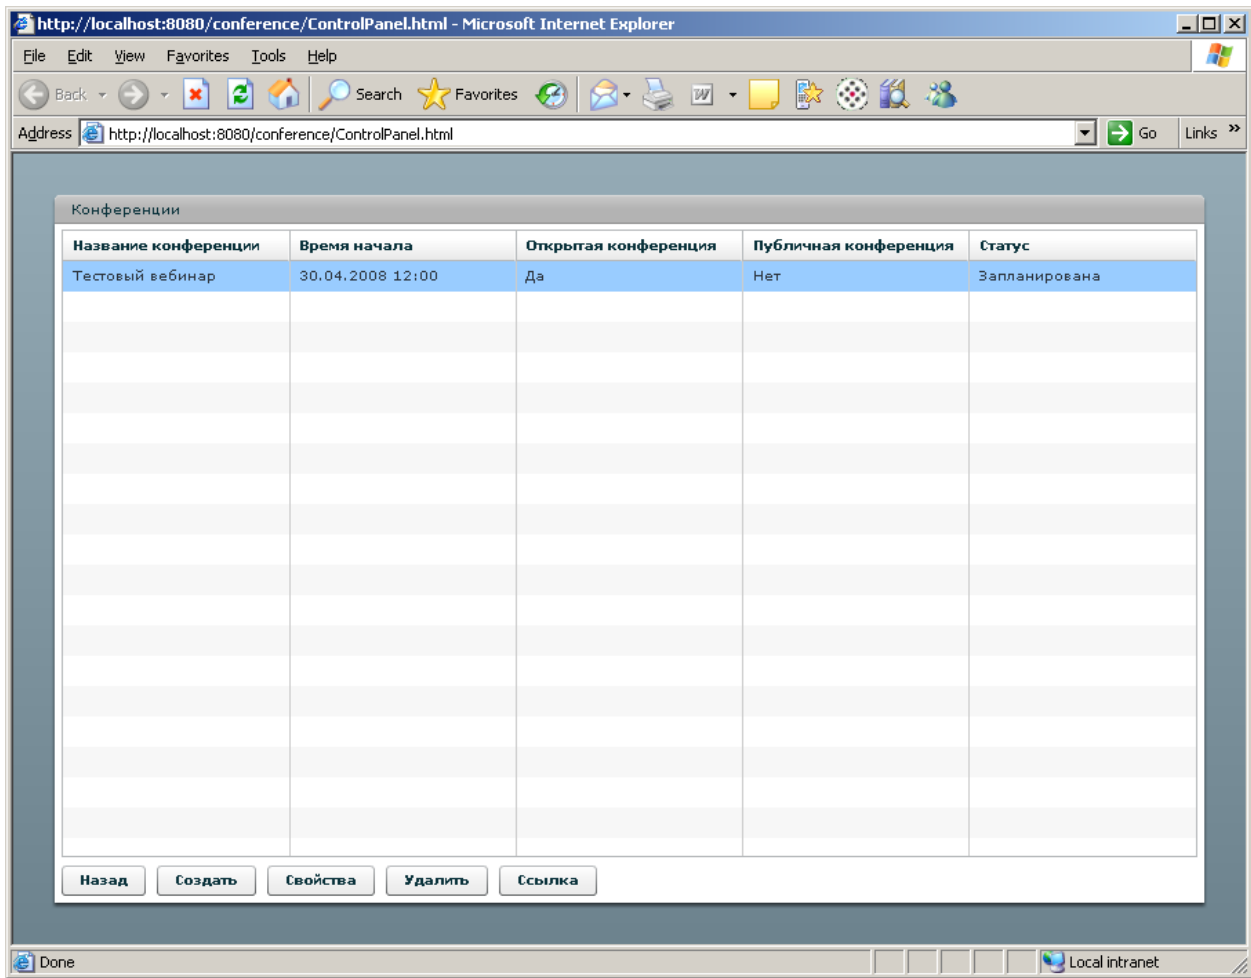 http://localhost:8080/conference/ControlPanel.html - Microsoft Internet Explorer
File Edit View Favorites Tools Help
Back Search Favorites
Address http://localhost:8080/conference/ControlPanel.html Go Links »
Конференции
Название конференции Время начала Открытая конференция Публичная конференция Статус
Тестовый вебинар 30.04.2008 12:00 Да Нет Запланирована
Назад Создать Свойства Удалить Ссылка
Done Local intranet